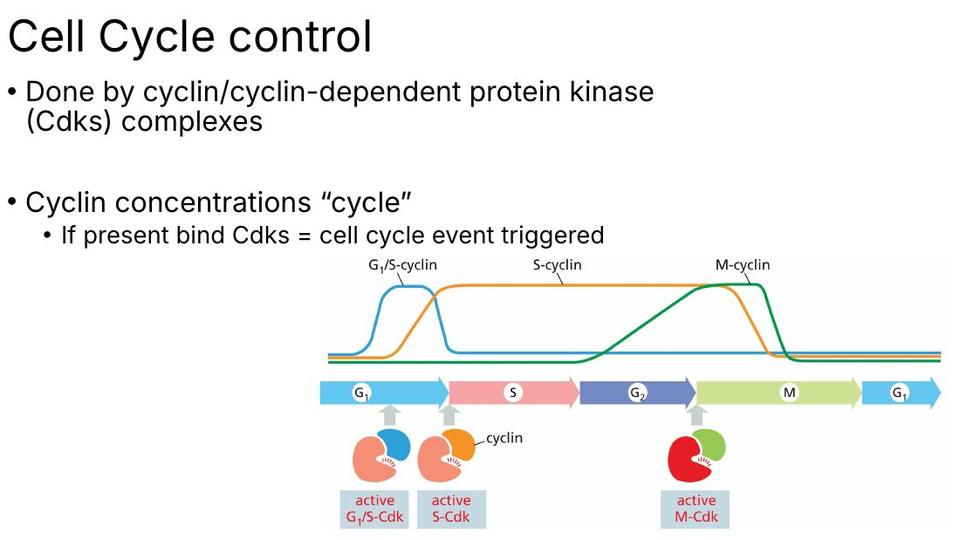 Cell Cycle control
• Done by cyclin/cyclin-dependent protein kinase
(Cdks) complexes
• Cyclin concentrations “cycle”
• If present bind Cdks = cell cycle event triggered
G₁/S-cyclin
S-cyclin
M-cyclin
G₁
S
G₂
M
G₁
cyclin
active
G₁/S-Cdk
active
S-Cdk
active
M-Cdk